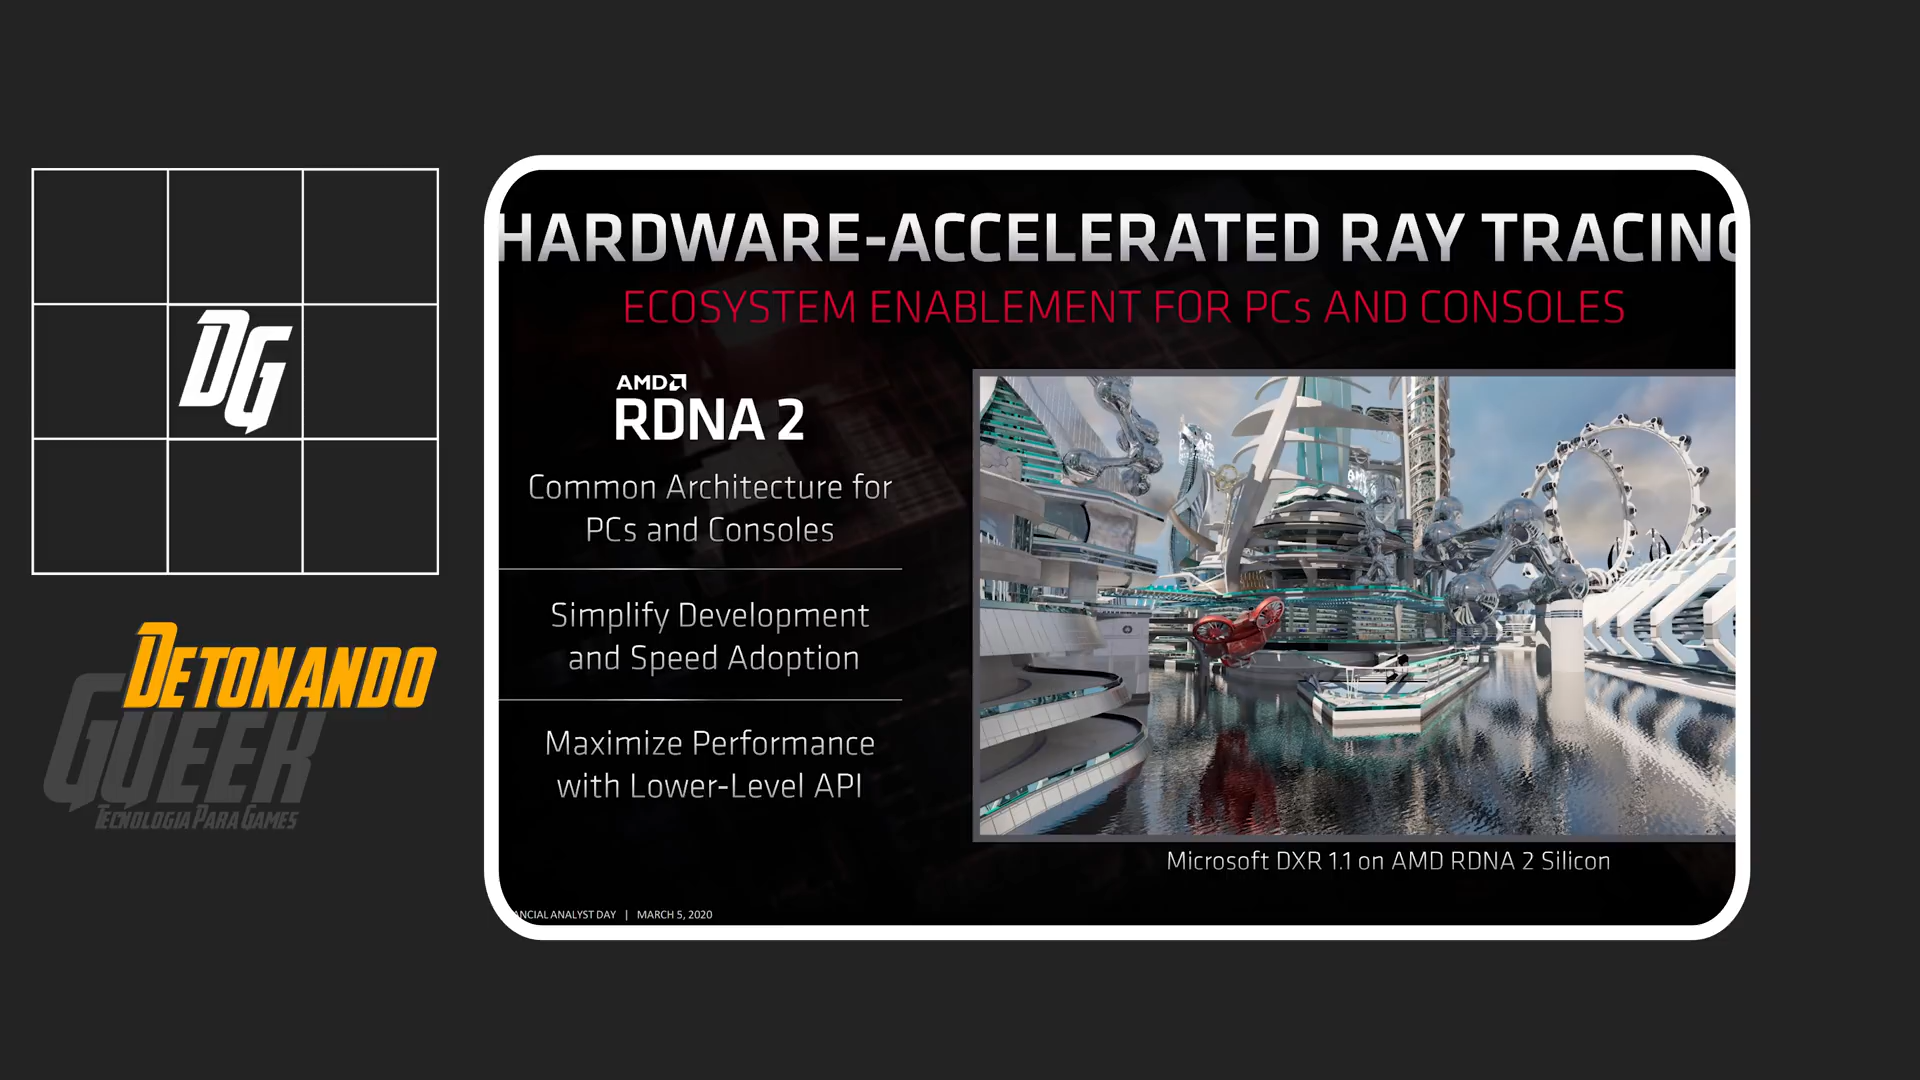 HARDWARE-ACCELERATED RAY TRACING
ECOSYSTEM ENABLEMENT FOR PCs AND CONSOLES
AMD
RDNA 2
Common Architecture for
PCs and Consoles
Simplify Development
and Speed Adoption
Maximize Performance
with Lower-Level API
Microsoft DXR 1.1 on AMD RDNA 2 Silicon
ANCIAL ANALYST DAY | MARCH 5, 2020
DG
DETONANDO
GUEEK
TECNOLOGIA PARA GAMES